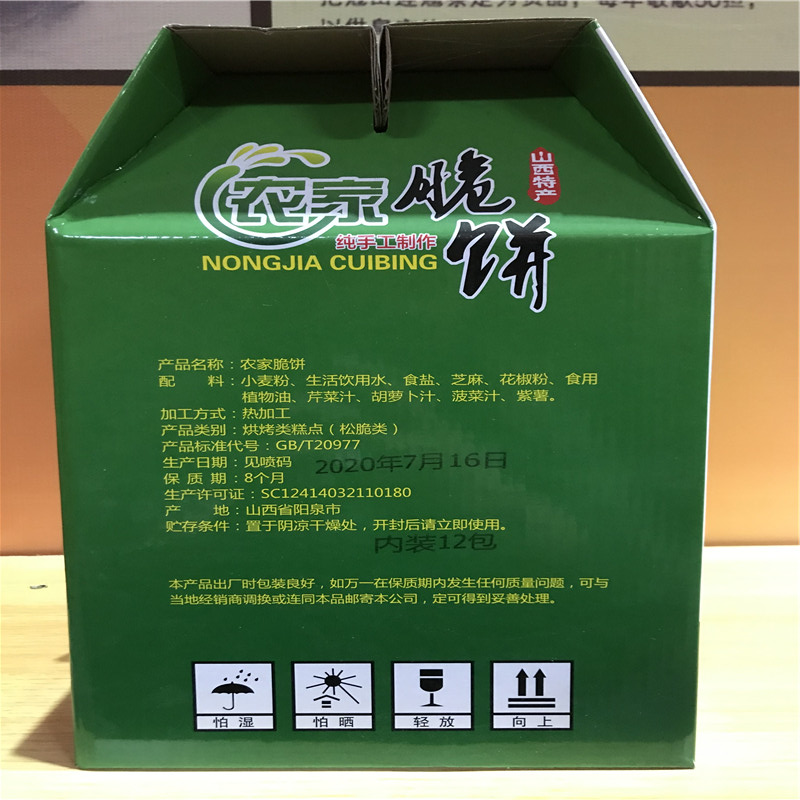 农家 脆饼
山西特产
纯手工制作
NONGJIA CUIBING
产品名称：农家脆饼
配　　料：小麦粉、生活饮用水、食盐、芝麻、花椒粉、食用
植物油、芹菜汁、胡萝卜汁、菠菜汁、紫薯。
加工方式：热加工
产品类别：烘烤类糕点（松脆类）
产品标准代号：GB/T20977
生产日期：见喷码 2020年7月16日
保 质 期：8个月
生产许可证：SC12414032110180
产　　地：山西省阳泉市
贮存条件：置于阴凉干燥处，开封后请立即使用。
内装12包
本产品出厂时包装良好，如万一在保质期内发生任何质量问题，可与
当地经销商调换或连同本品邮寄本公司，定可得到妥善处理。
怕湿 怕晒 轻放 向上